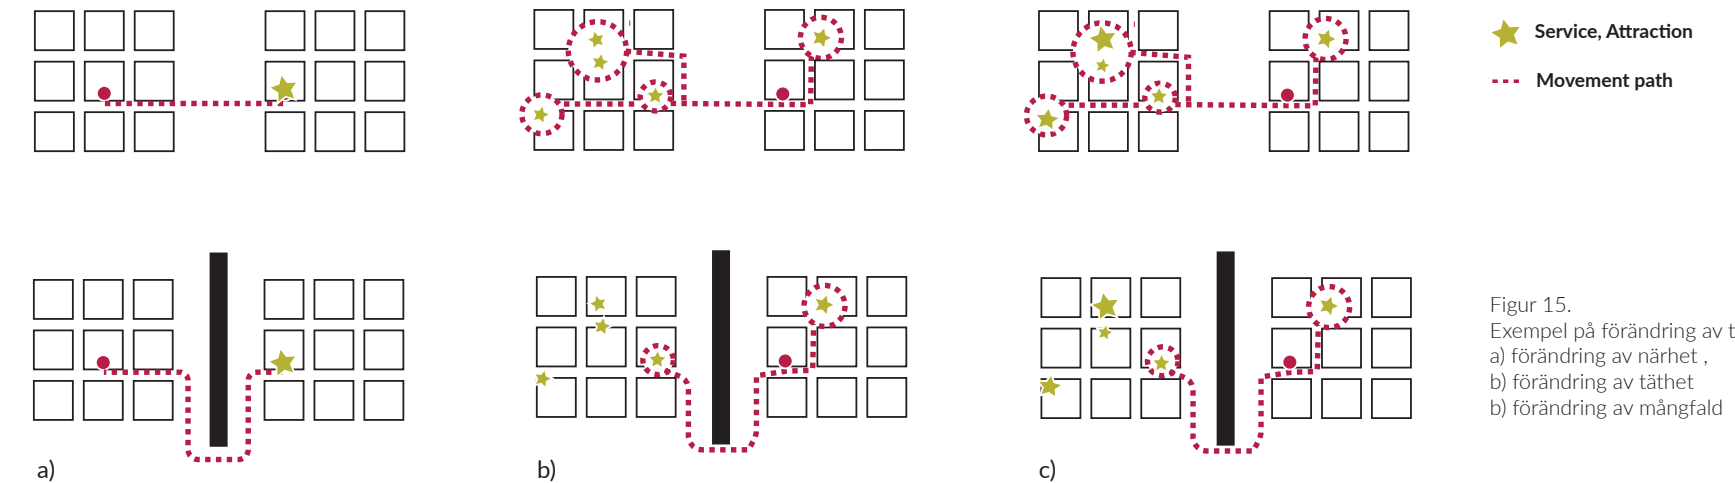 Service, Attraction
Movement path
a)
b)
c)
Figur 15.
Exempel på förändring av t
a) förändring av närhet ,
b) förändring av täthet
b) förändring av mångfald